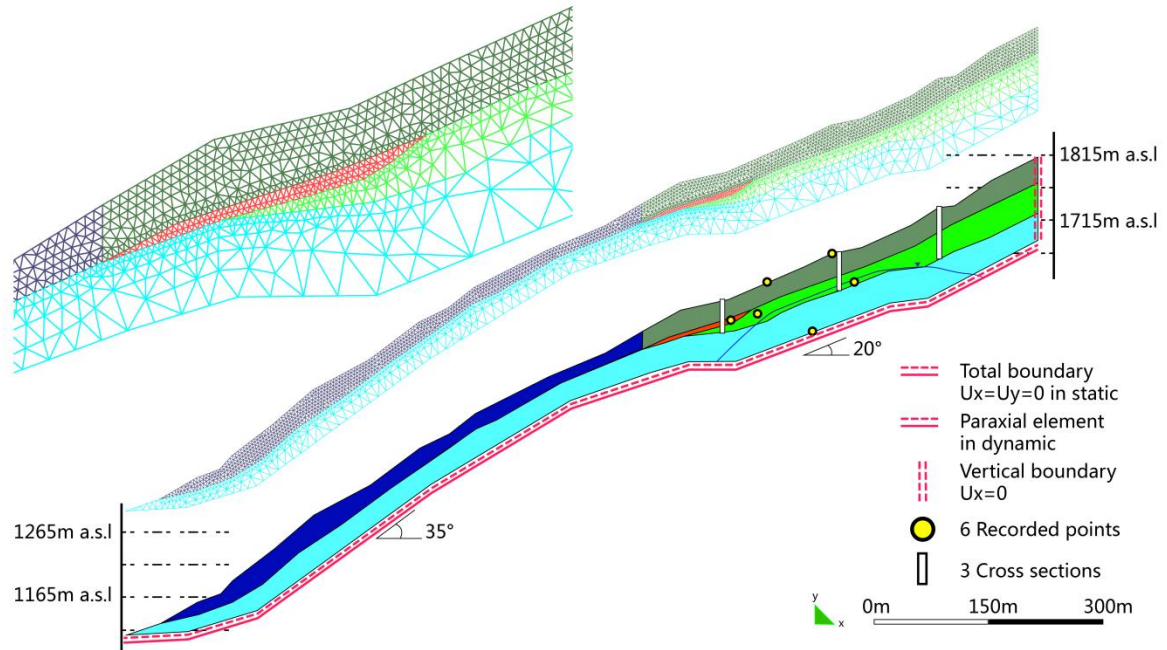 1815m a.s.l
1715m a.s.l
20°
35°
1265m a.s.l
1165m a.s.l
Total boundary
Ux=Uy=0 in static
Paraxial element
in dynamic
Vertical boundary
Ux=0
6 Recorded points
3 Cross sections
y
x
0m
150m
300m